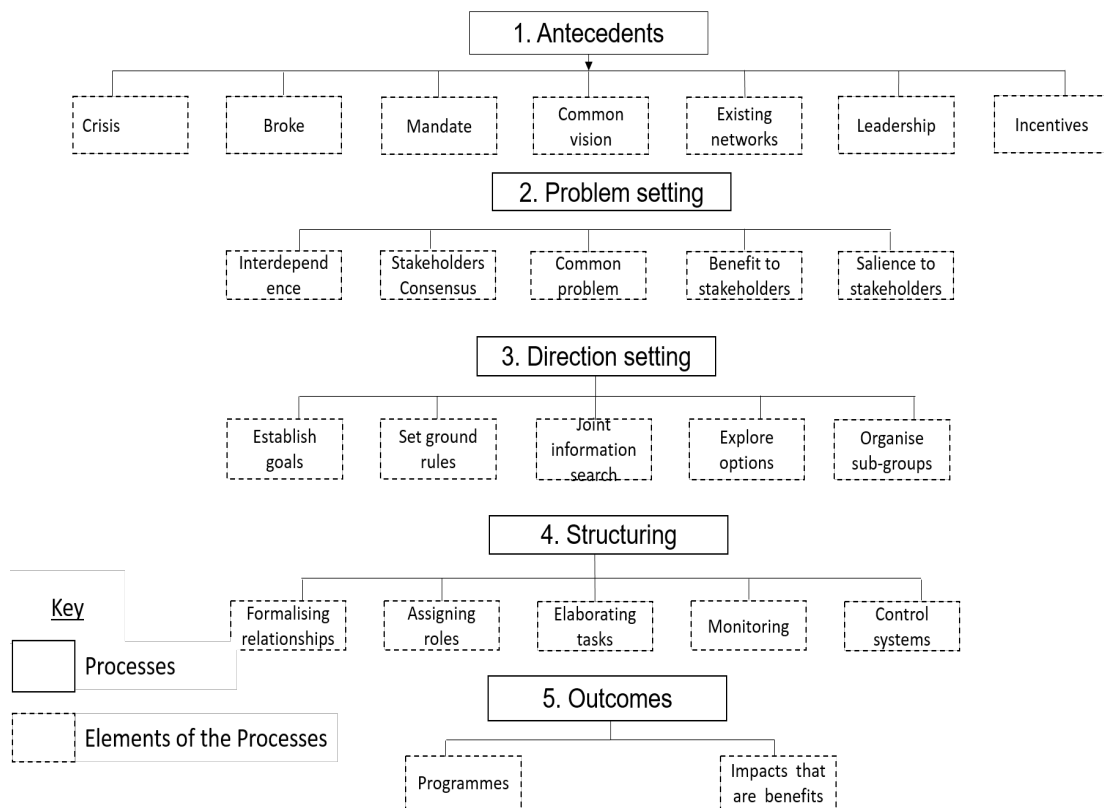 1. Antecedents
Crisis
Broke
Mandate
Common
vision
Existing
networks
Leadership
Incentives
2. Problem setting
Interdepend
ence
Stakeholders
Consensus
Common
problem
Benefit to
stakeholders
Salience to
stakeholders
3. Direction setting
Establish
goals
Set ground
rules
Joint
information
search
Explore
options
Organise
sub-groups
4. Structuring
Formalising
relationships
Assigning
roles
Elaborating
tasks
Monitoring
Control
systems
5. Outcomes
Programmes
Impacts that
are benefits
Key
Processes
Elements of the Processes